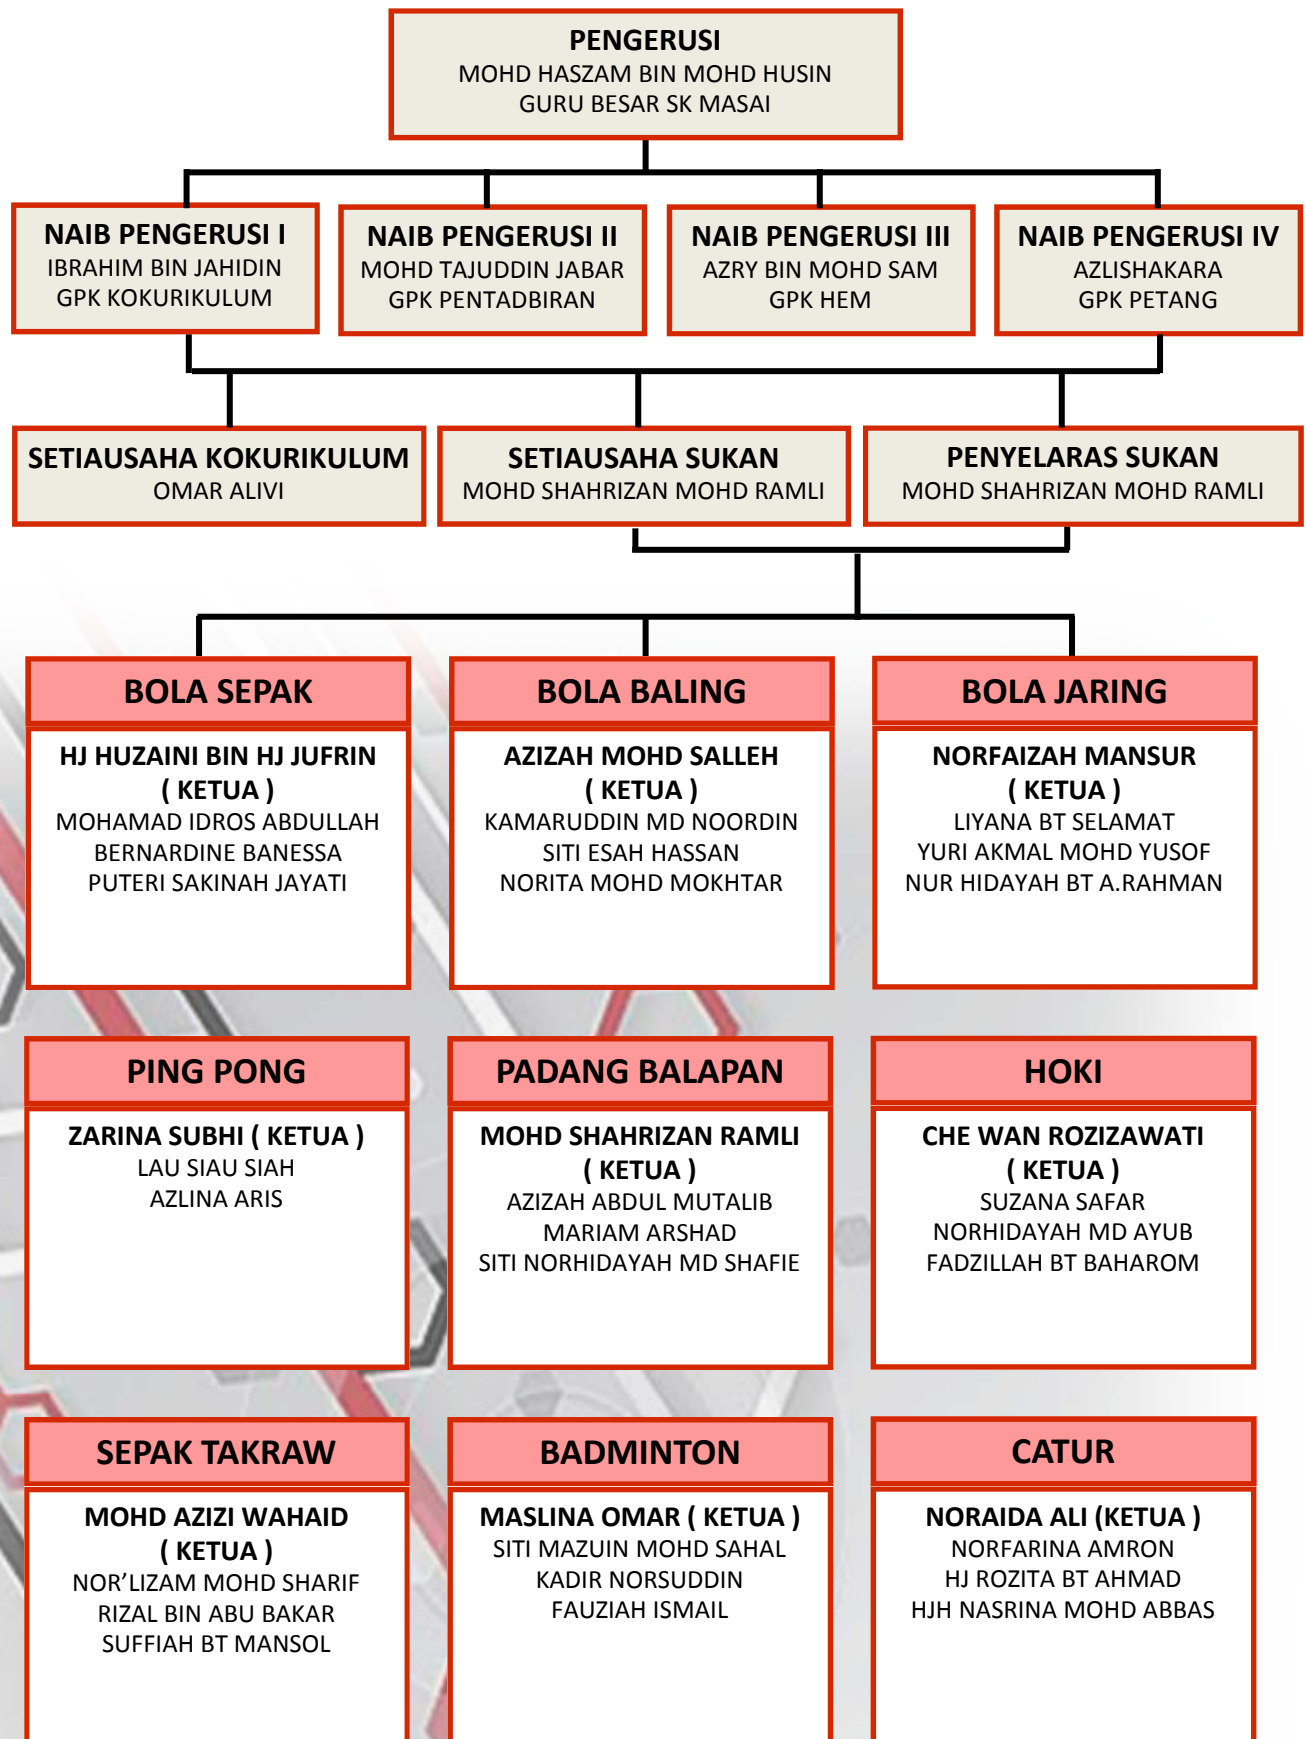 PENGERUSI
MOHD HASZAM BIN MOHD HUSIN
GURU BESAR SK MASAI
NAIB PENGERUSI I
IBRAHIM BIN JAHIDIN
GPK KOKURIKULUM
NAIB PENGERUSI II
MOHD TAJUDDIN JABAR
GPK PENTADBIRAN
NAIB PENGERUSI III
AZRY BIN MOHD SAM
GPK HEM
NAIB PENGERUSI IV
AZLISHAKARA
GPK PETANG
SETIAUSAHA KOKURIKULUM
OMAR ALIVI
SETIAUSAHA SUKAN
MOHD SHAHRIZAN MOHD RAMLI
PENYELARAS SUKAN
MOHD SHAHRIZAN MOHD RAMLI
BOLA SEPAK
HJ HUZAINI BIN HJ JUFRIN
( KETUA )
MOHAMAD IDROS ABDULLAH
BERNARDINE BANESSA
PUTERI SAKINAH JAYATI
BOLA BALING
AZIZAH MOHD SALLEH
( KETUA )
KAMARUDDIN MD NOORDIN
SITI ESAH HASSAN
NORITA MOHD MOKHTAR
BOLA JARING
NORFAIZAH MANSUR
( KETUA )
LIYANA BT SELAMAT
YURI AKMAL MOHD YUSOF
NUR HIDAYAH BT A.RAHMAN
PING PONG
ZARINA SUBHI ( KETUA )
LAU SIAU SIAH
AZLINA ARIS
PADANG BALAPAN
MOHD SHAHRIZAN RAMLI
( KETUA )
AZIZAH ABDUL MUTALIB
MARIAM ARSHAD
SITI NORHIDAYAH MD SHAFIE
HOKI
CHE WAN ROZIZAWATI
( KETUA )
SUZANA SAFAR
NORHIDAYAH MD AYUB
FADZILLAH BT BAHAROM
SEPAK TAKRAW
MOHD AZIZI WAHAID
( KETUA )
NOR’LIZAM MOHD SHARIF
RIZAL BIN ABU BAKAR
SUFFIAH BT MANSOL
BADMINTON
MASLINA OMAR ( KETUA )
SITI MAZUIN MOHD SAHAL
KADIR NORSUDDIN
FAUZIAH ISMAIL
CATUR
NORAIDA ALI (KETUA )
NORFARINA AMRON
HJ ROZITA BT AHMAD
HJH NASRINA MOHD ABBAS